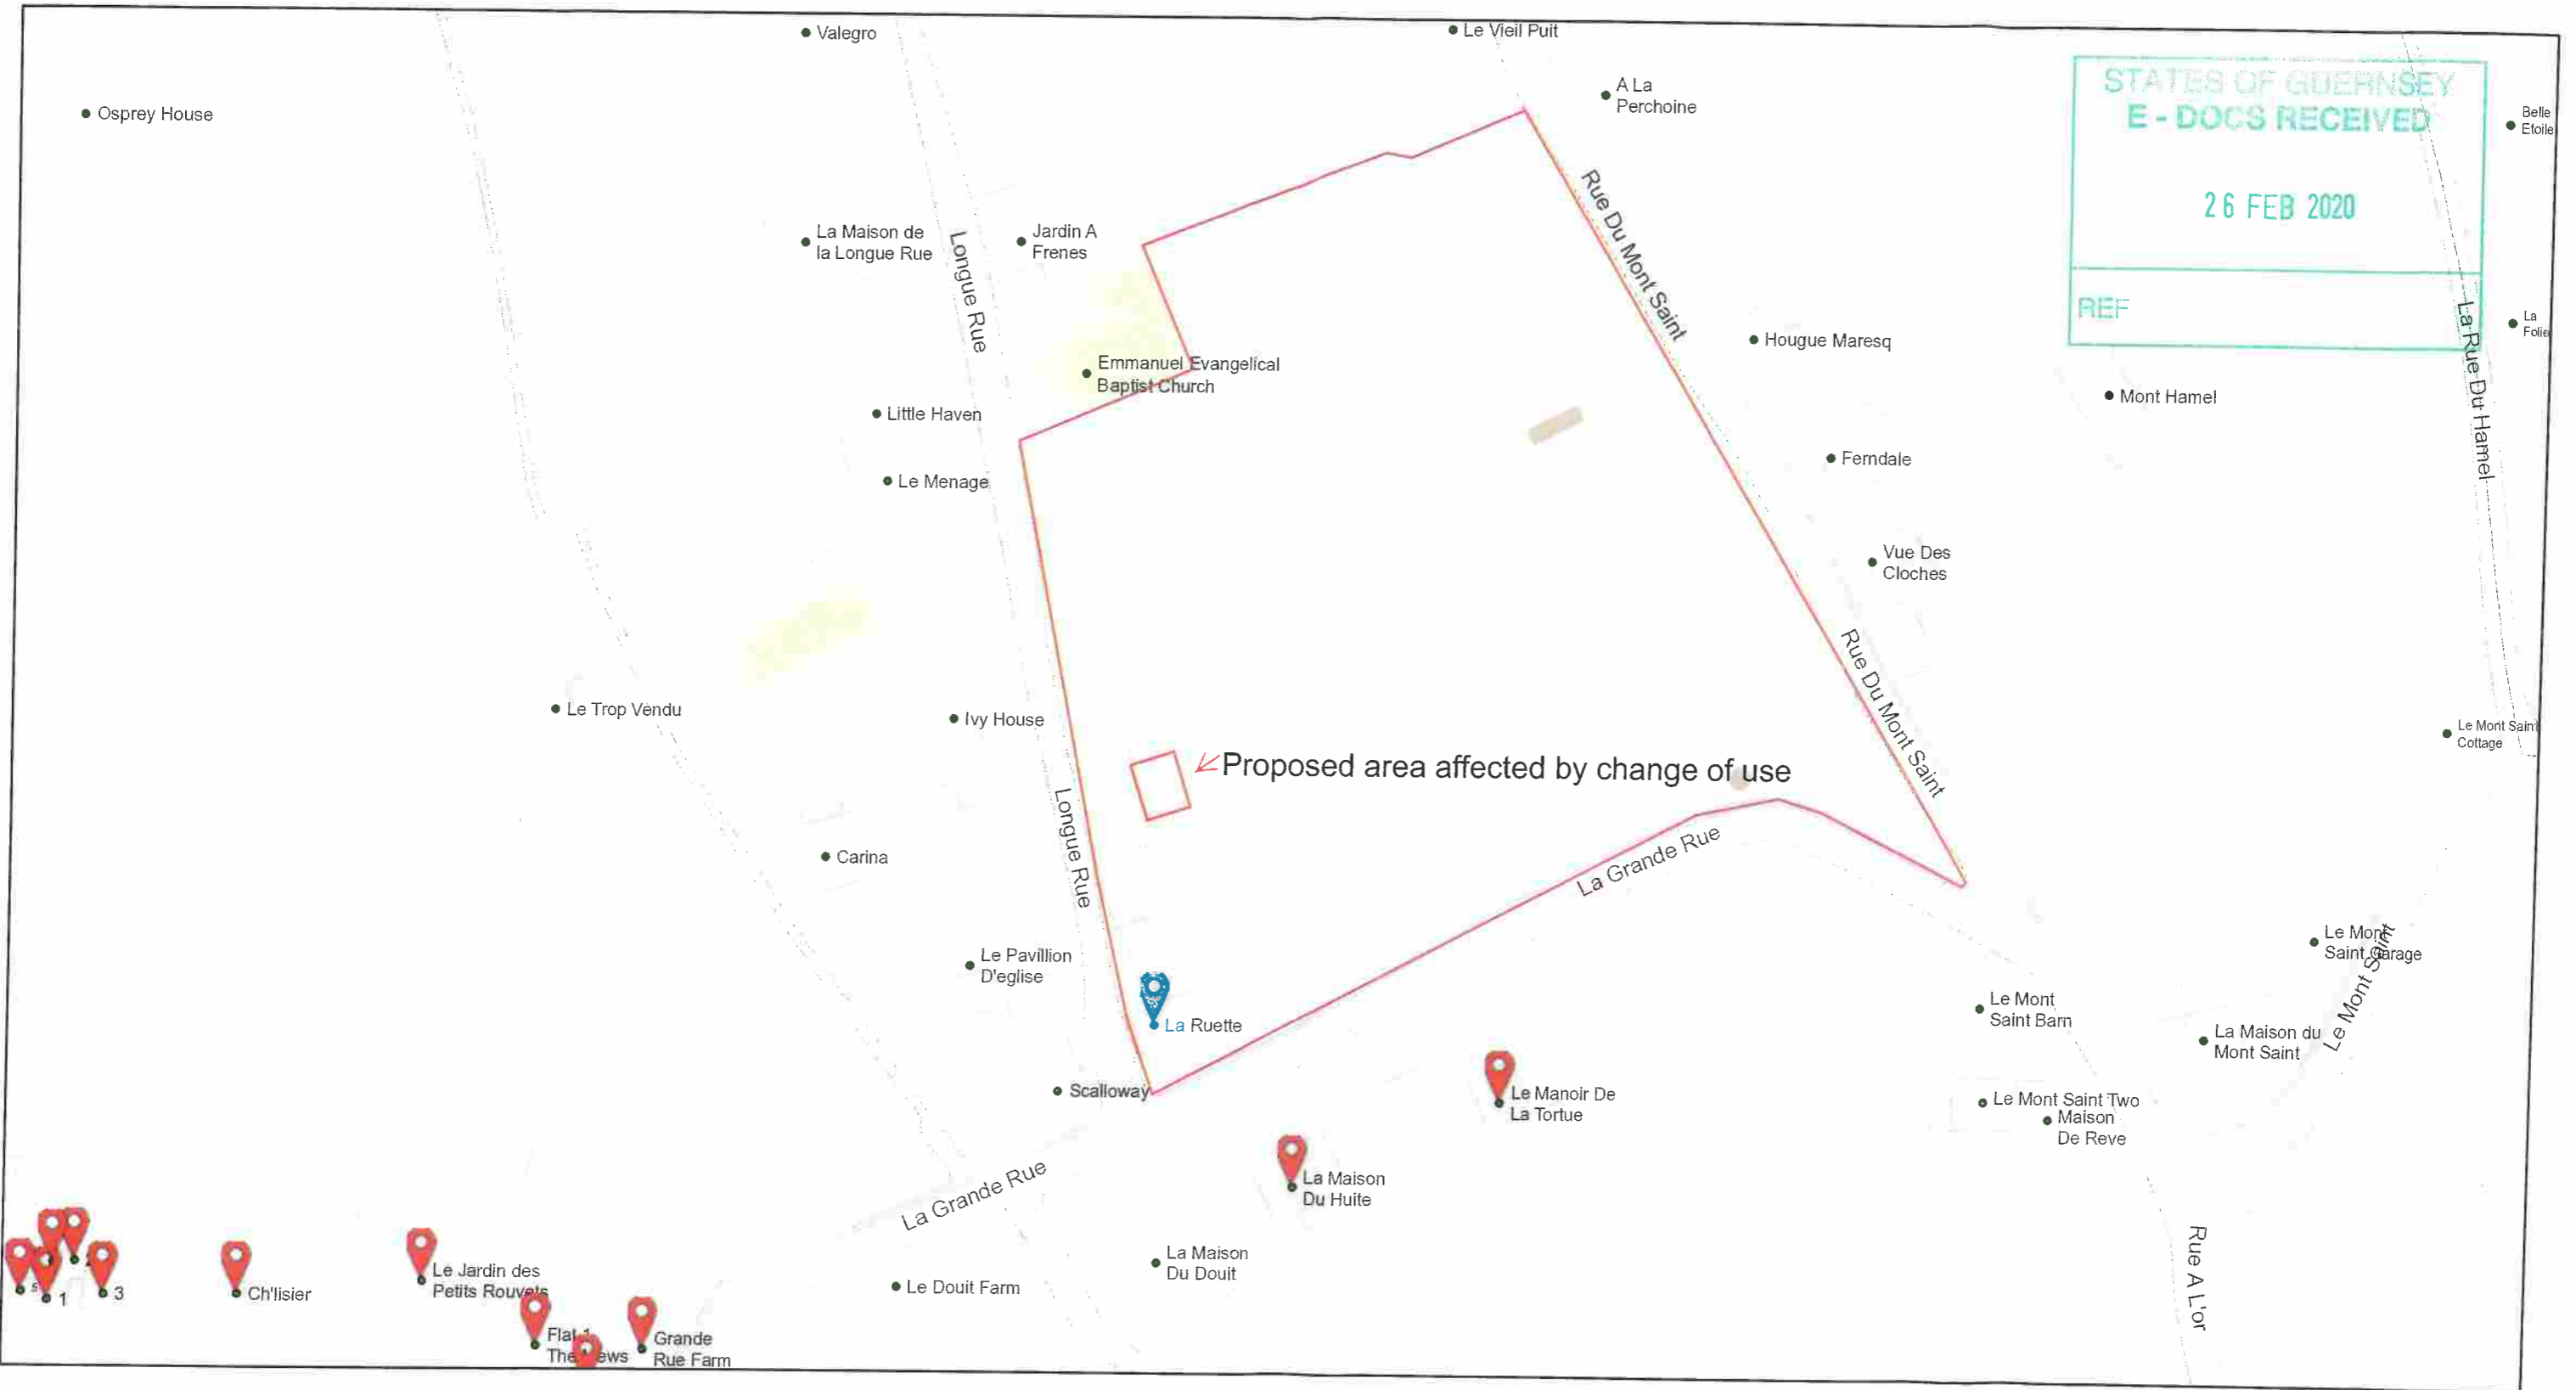 Valegro
Le Vieil Puit
Osprey House
A La
Perchoine
STATES OF GUERNSEY
E - DOCS RECEIVED
26 FEB 2020
REF
Belle
Etoile
La Maison de
la Longue Rue
Longue Rue
Jardin A
Frenes
Rue Du Mont Saint
Hougue Maresq
La Rue Du Hamel
La
Emmanuel Evangelical
Baptist Church
Little Haven
Mont Hamel
Le Menage
Ferndale
Vue Des
Cloches
Le Trop Vendu
Ivy House
Rue Du Mont Saint
Le Mont Saint
Cottage
Proposed area affected by change of use
Longue Rue
Carina
La Grande Rue
Le Pavillion
D'eglise
Le Mont
Saint Garage
Le Mont Saint
La Ruette
Le Mont
Saint Barn
La Maison du
Mont Saint
Scalloway
Le Manoir De
La Tortue
Le Mont Saint Two
Maison
De Reve
La Grande Rue
La Maison
Du Huite
La Maison
Du Douit
Rue A L'or
5
1
3
Ch'lisier
Le Jardin des
Petits Rouvets
Le Douit Farm
Flat 1
Grande
Rue Farm